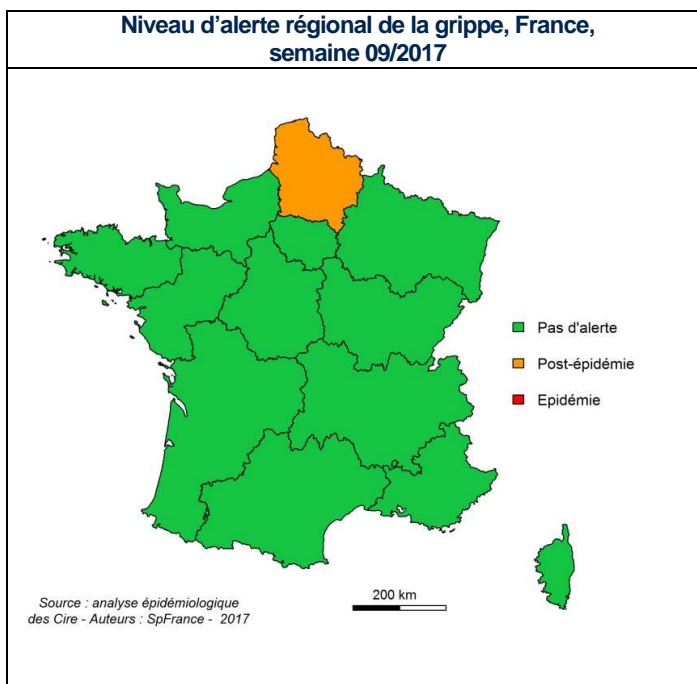 Niveau d’alerte régional de la grippe, France,
semaine 09/2017
Pas d'alerte
Post-épidémie
Epidémie
200 km
Source : analyse épidémiologique
des Cire - Auteurs : SpFrance - 2017